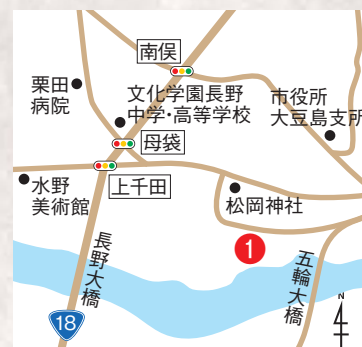 南俣
栗田
病院
文化学園長野
中学・高等学校
市役所
大豆島支所
母袋
上千田
水野
美術館
松岡神社
1
長野大橋
五輪大橋
18
N